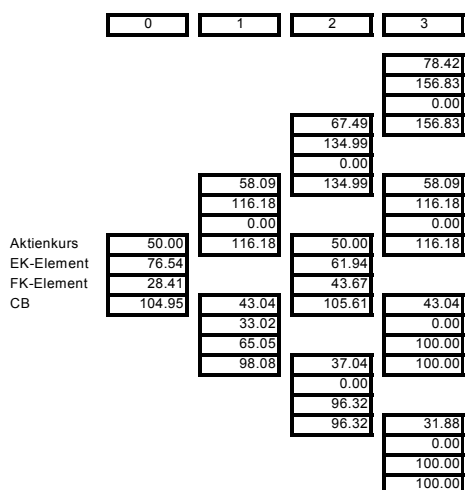 0 1 2 3
78.42
156.83
0.00
67.49 156.83
134.99
0.00
58.09 134.99 58.09
116.18 116.18
0.00 0.00
Aktienkurs 50.00 116.18 50.00 116.18
EK-Element 76.54 61.94
FK-Element 28.41 43.67
CB 104.95 43.04 105.61 43.04
33.02 0.00
65.05 100.00
98.08 37.04 100.00
0.00
96.32
96.32 31.88
0.00
100.00
100.00